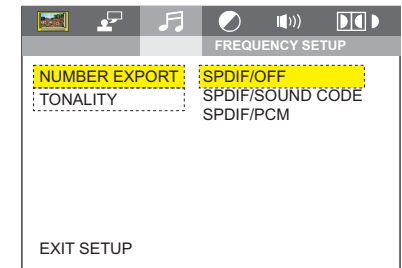 FREQUENCY SETUP
NUMBER EXPORT
TONALITY
SPDIF/OFF
SPDIF/SOUND CODE
SPDIF/PCM
EXIT SETUP